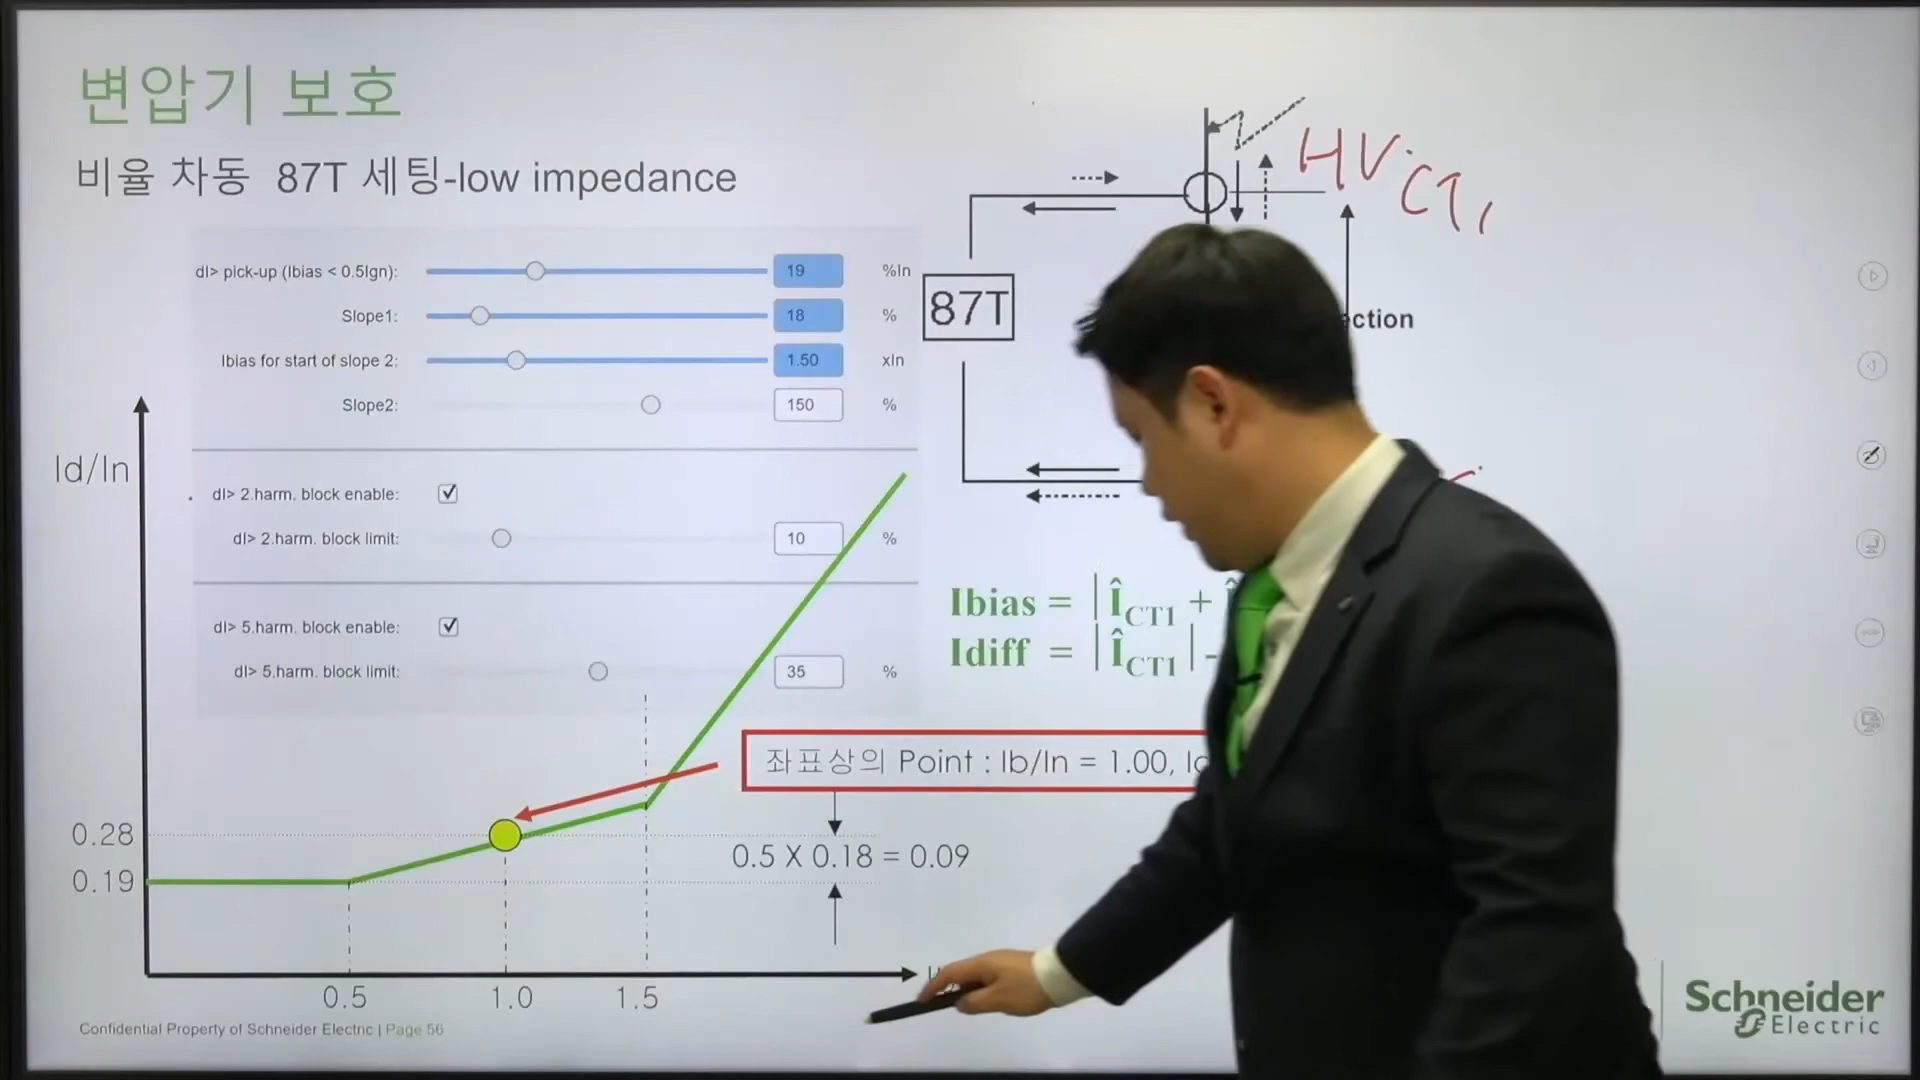 변압기 보호
비율 차동 87T 세팅-low impedance
HV CT1
dI> pick-up (Ibias < 0.5Ign): 19 %In
Slope1: 18 %
Ibias for start of slope 2: 1.50 xIn
Slope2: 150 %
dI> 2.harm. block enable:
dI> 2.harm. block limit: 10 %
dI> 5.harm. block enable:
dI> 5.harm. block limit: 35 %
87T
ction
Ibias = |Î CT1 +
Idiff = |Î CT1 | -
좌표상의 Point : Ib/In = 1.00,
0.5 X 0.18 = 0.09
Id/In
0.28
0.19
0.5 1.0 1.5
Confidential Property of Schneider Electric | Page 56
Schneider
Electric